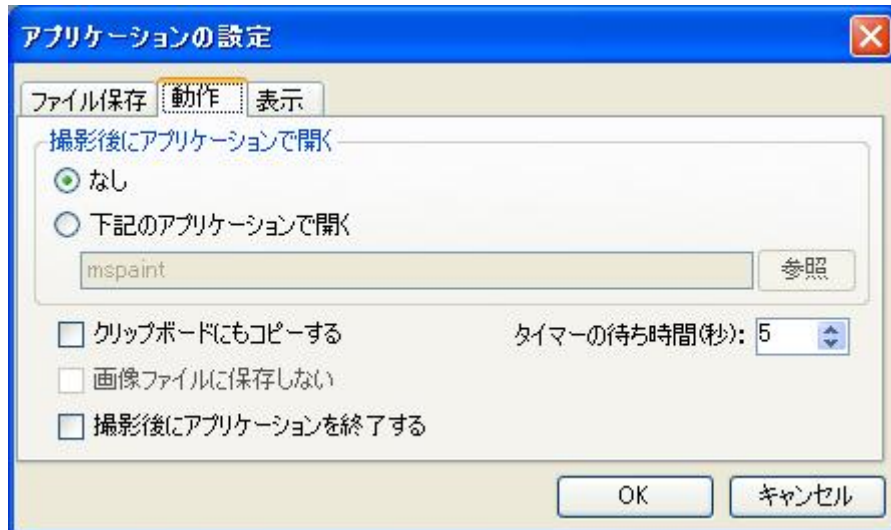 アプリケーションの設定
ファイル保存 動作 表示
撮影後にアプリケーションで開く
なし
下記のアプリケーションで開く
mspaint 参照
クリップボードにもコピーする タイマーの待ち時間(秒): 5
画像ファイルに保存しない
撮影後にアプリケーションを終了する
OK キャンセル